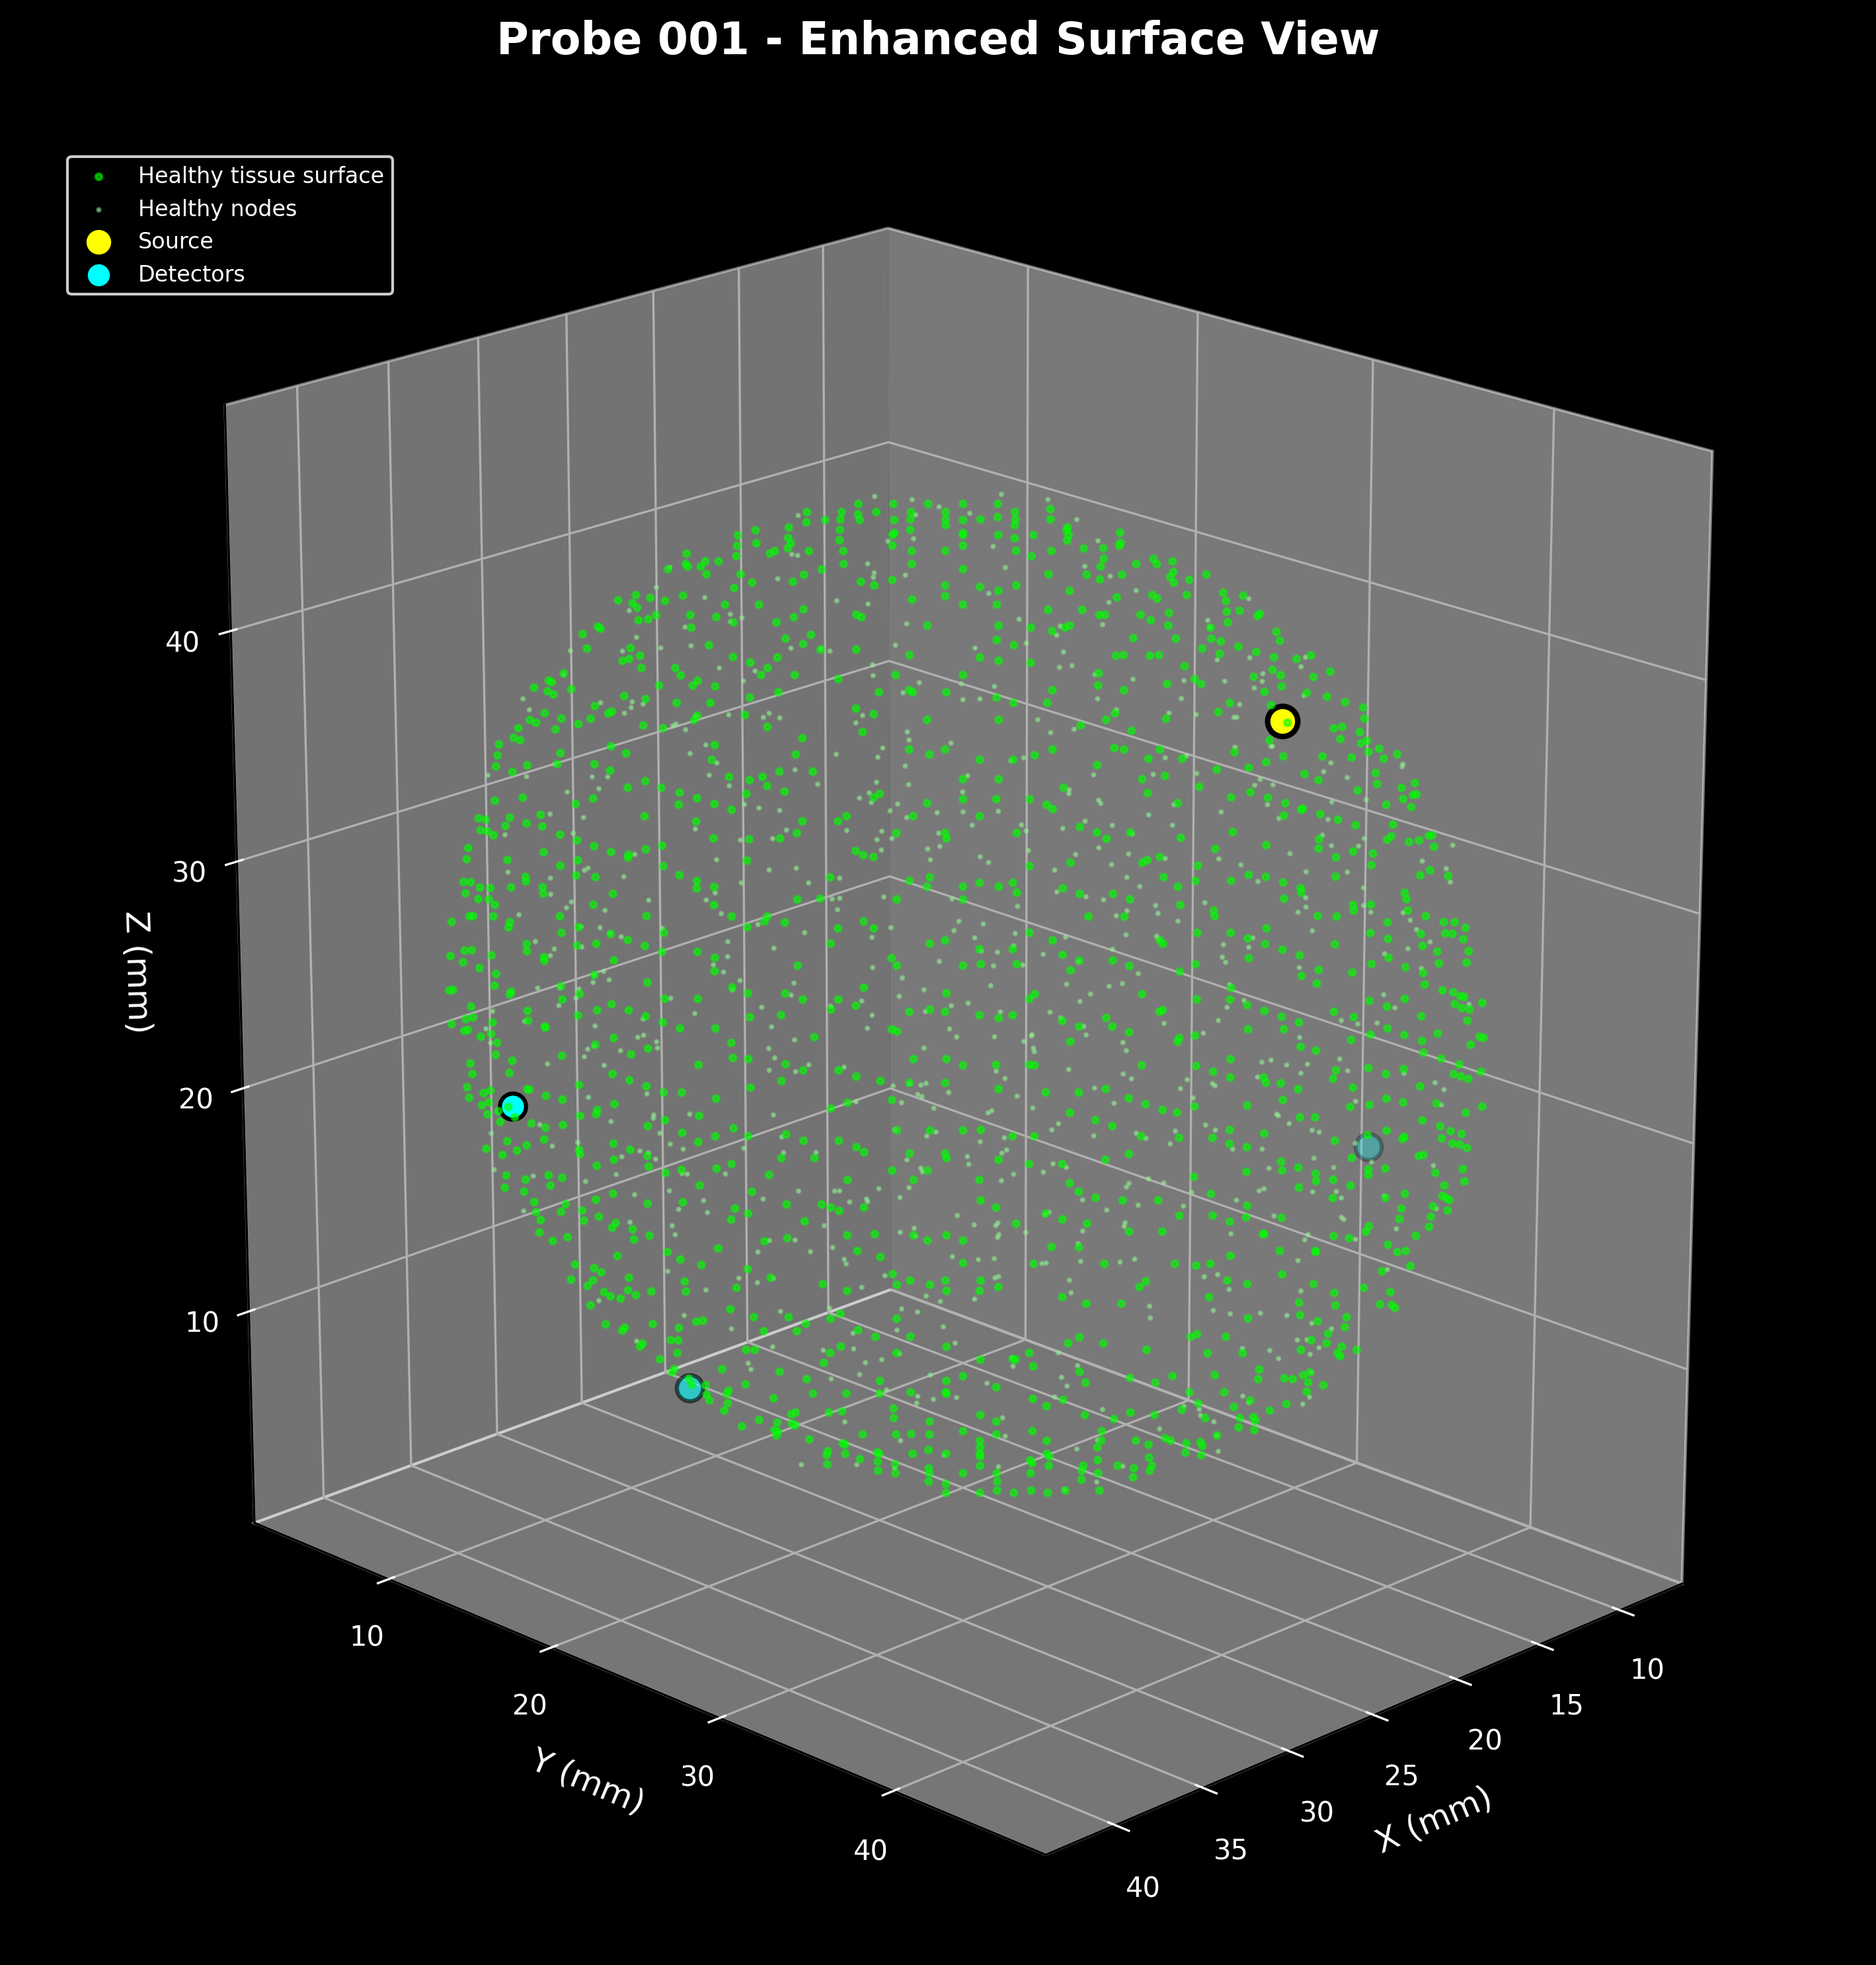 Probe 001 - Enhanced Surface View
Healthy tissue surface
Healthy nodes
Source
Detectors
40
30
20
10
Z (mm)
10
20
30
40
Y (mm)
10
15
20
25
30
35
40
X (mm)